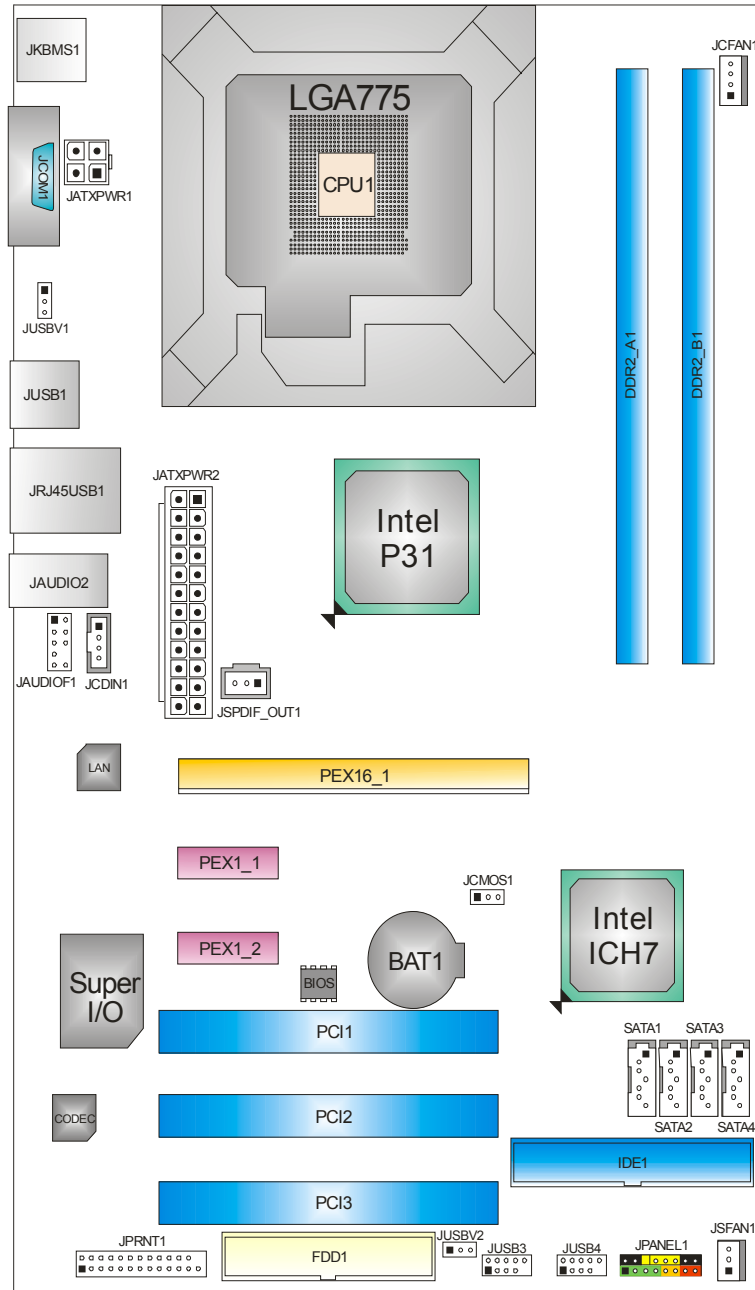 JKBMS1
JCFAN1
LGA775
CPU1
JCOM1
JATXPWR1
JUSBV1
DDR2_A1
DDR2_B1
JUSB1
JATXPWR2
JRJ45USB1
Intel
P31
JAUDIO2
JAUDIOF1
JCDIN1
JSPDIF_OUT1
LAN
PEX16_1
PEX1_1
JCMOS1
Intel
ICH7
PEX1_2
BAT1
Super
I/O
BIOS
PCI1
SATA1
SATA3
CODEC
PCI2
SATA2
SATA4
IDE1
PCI3
JPRNT1
FDD1
JUSBV2
JUSB3
JUSB4
JPANEL1
JSFAN1